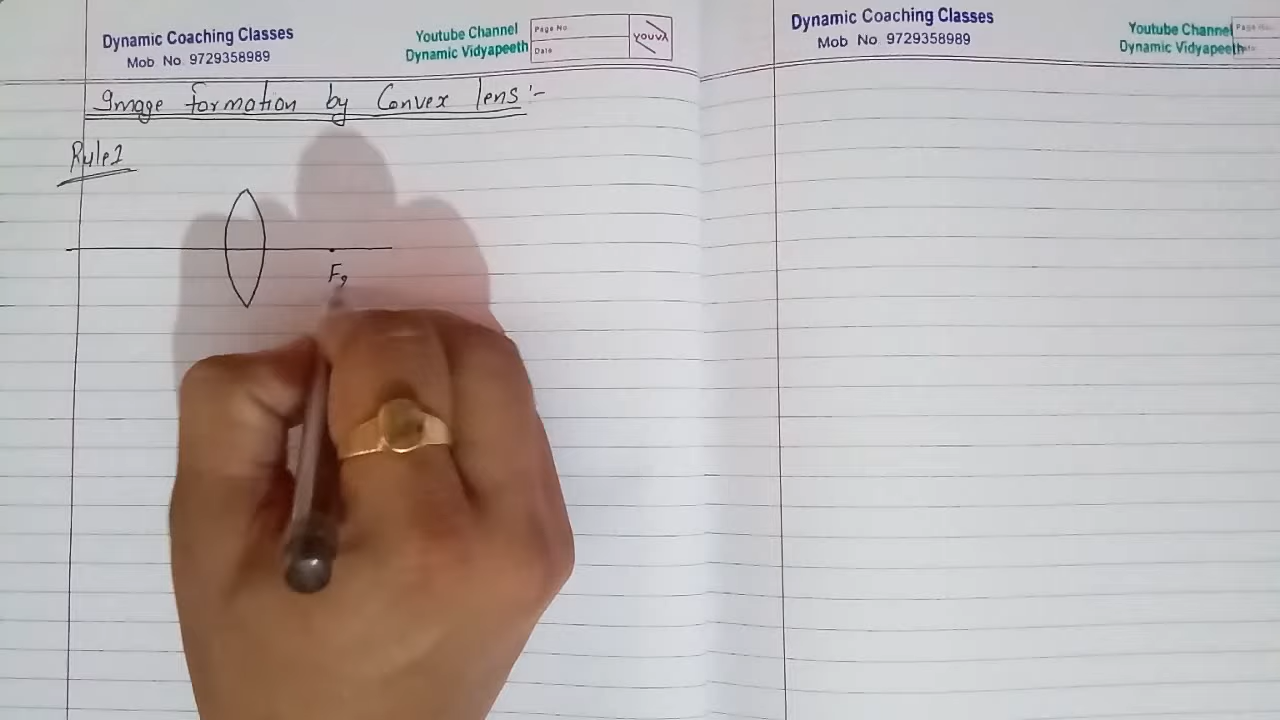 Dynamic Coaching Classes
Mob No. 9729358989
Youtube Channel
Dynamic Vidyapeeth
Page No.
Date
YOUVA
Image formation by Convex lens :-
Rule 1
F2
Dynamic Coaching Classes
Mob No. 9729358989
Youtube Channel
Dynamic Vidyapeeth